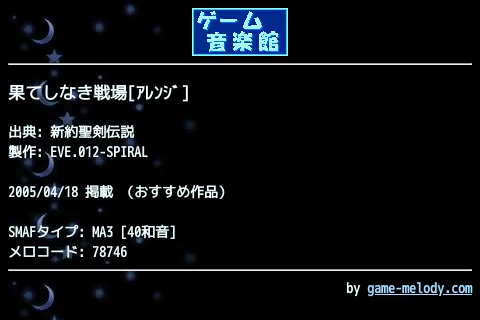 ゲーム
音楽館
果てしなき戦場[ｱﾚﾝｼﾞ]
出典: 新約聖剣伝説
製作: EVE.012-SPIRAL
2005/04/18 掲載 (おすすめ作品)
SMAFタイプ: MA3 [40和音]
メロコード: 78746
by game-melody.com